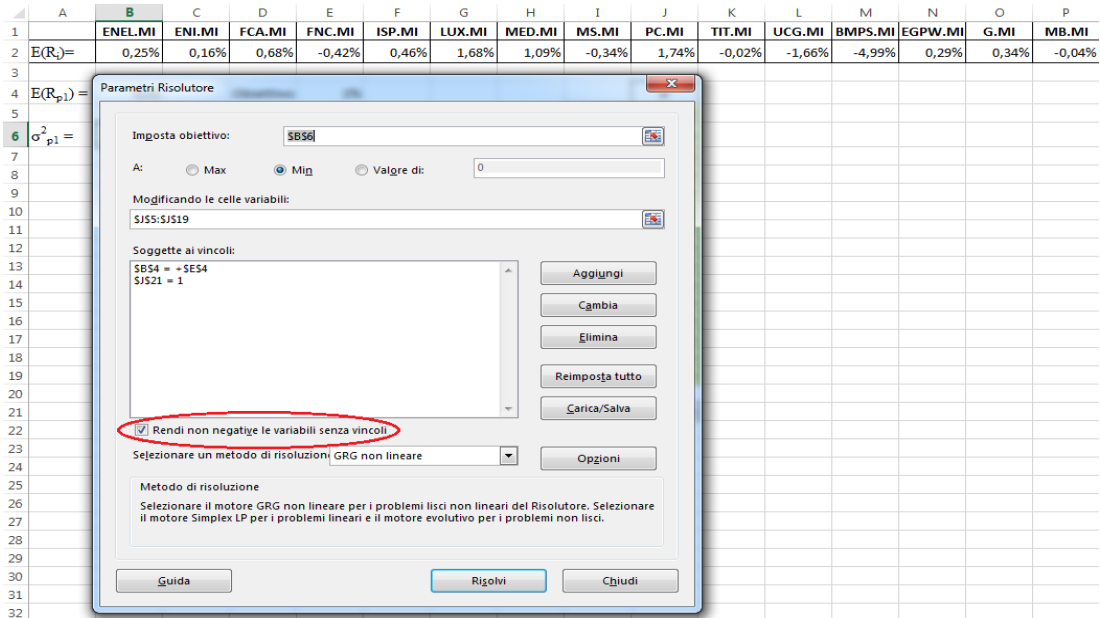 A B C D E F G H I J K L M N O P
1 ENEL.MI ENI.MI FCA.MI FNC.MI ISP.MI LUX.MI MED.MI MS.MI PC.MI TIT.MI UCG.MI BMPS.MI EGPW.MI G.MI MB.MI
2 E(Ri)= 0,25% 0,16% 0,68% -0,42% 0,46% 1,68% 1,09% -0,34% 1,74% -0,02% -1,66% -4,99% 0,29% 0,34% -0,04%
3
Parametri Risolutore
4 E(Rp1) =
5
6 σ²p1 =
Imposta obiettivo: $B$6
7
A: Max Min Valore di: 0
8
9
Modificando le celle variabili:
10
$J$5:$J$19
11
12
Soggette ai vincoli:
13
$B$4 = +$E$4
$J$21 = 1
Aggiungi
14
15
Cambia
16
17
Elimina
18
19
Reimposta tutto
20
21
Carica/Salva
22
Rendi non negative le variabili senza vincoli
23
Selezionare un metodo di risoluzion GRG non lineare Opzioni
24
25
Metodo di risoluzione
26
Selezionare il motore GRG non lineare per i problemi lisci non lineari del Risolutore. Selezionare
27
il motore Simplex LP per i problemi lineari e il motore evolutivo per i problemi non lisci.
28
29
30
Guida Risolvi Chiudi
31
32